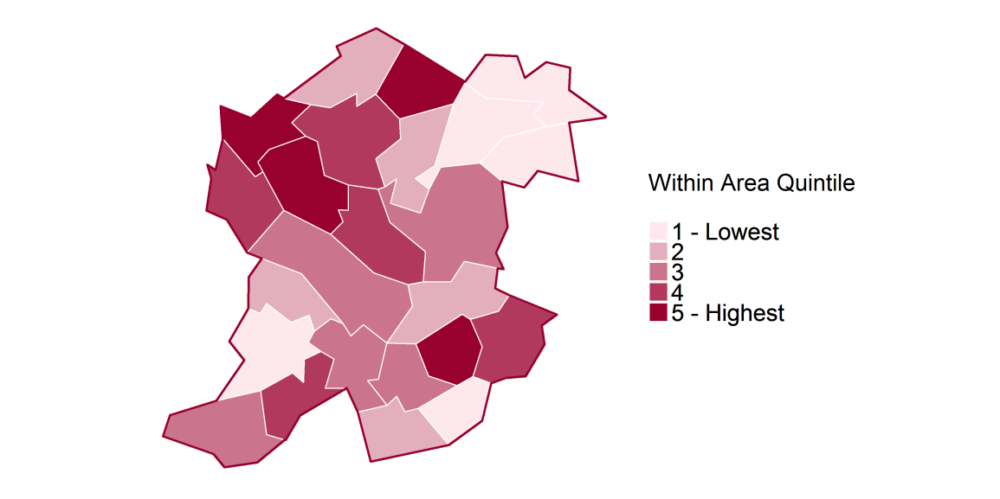 Within Area Quintile
1 - Lowest
2
3
4
5 - Highest